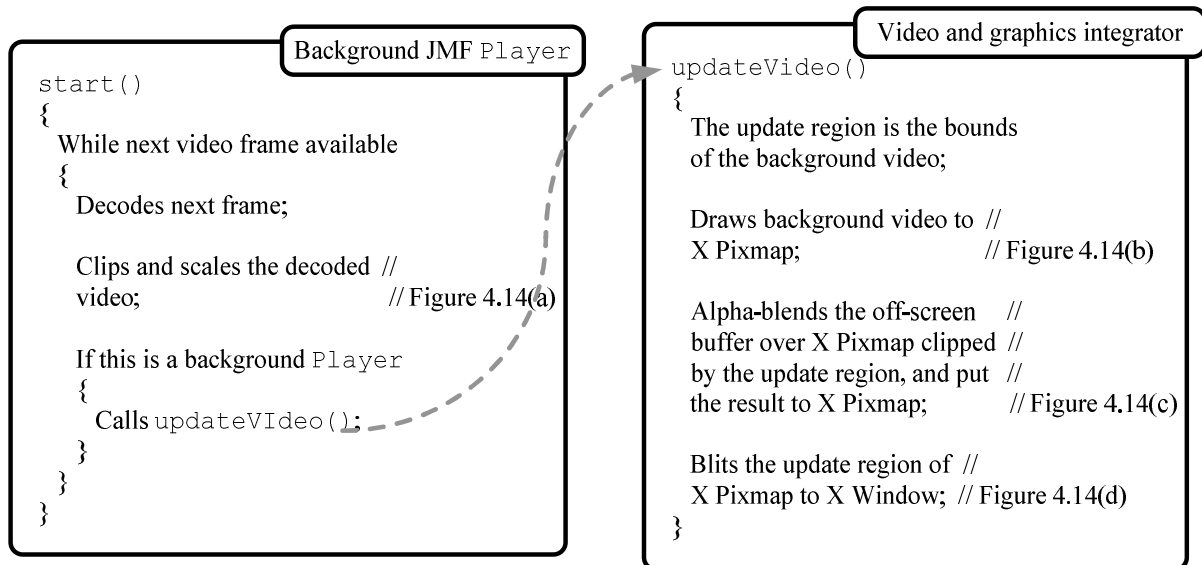 Background JMF Player
start()
{
While next video frame available
{
Decodes next frame;
Clips and scales the decoded //
video; // Figure 4.14(a)
If this is a background Player
{
Calls updateVIdeo();
}
}
}
Video and graphics integrator
updateVideo()
{
The update region is the bounds
of the background video;
Draws background video to //
X Pixmap; // Figure 4.14(b)
Alpha-blends the off-screen //
buffer over X Pixmap clipped //
by the update region, and put //
the result to X Pixmap; // Figure 4.14(c)
Blits the update region of //
X Pixmap to X Window; // Figure 4.14(d)
}